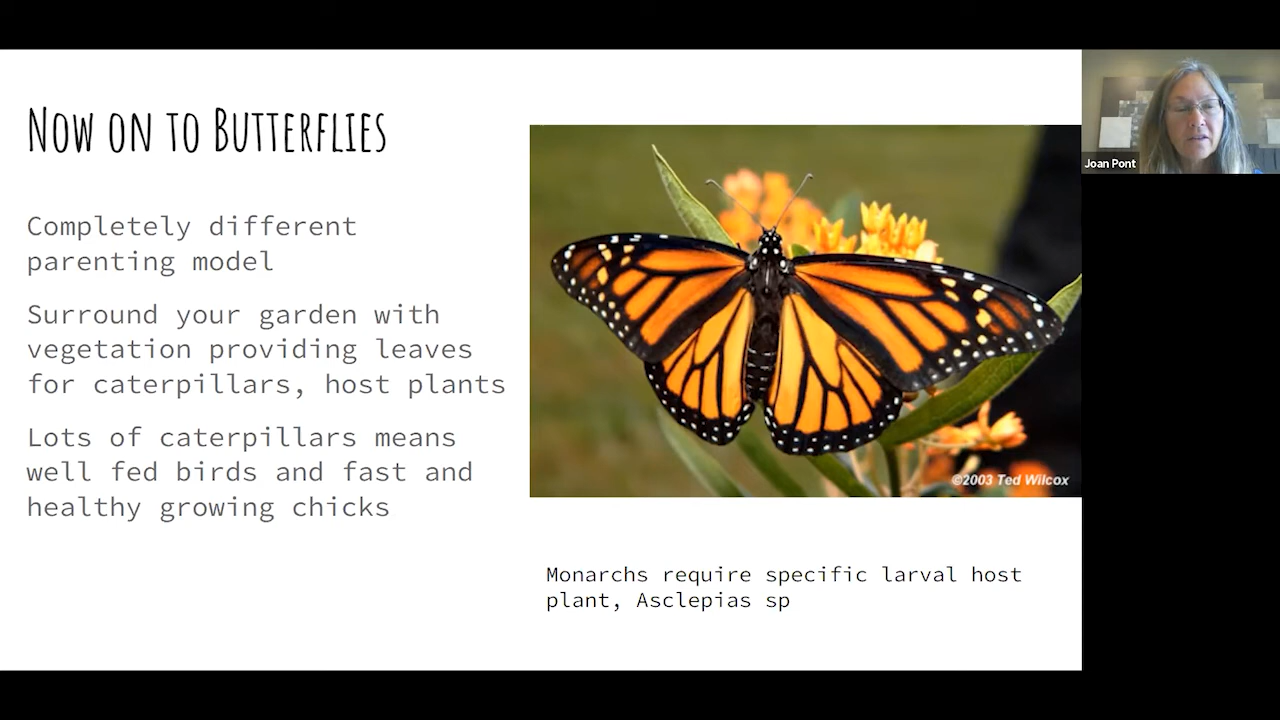 Now on to Butterflies
Completely different
parenting model
Surround your garden with
vegetation providing leaves
for caterpillars, host plants
Lots of caterpillars means
well fed birds and fast and
healthy growing chicks
©2003 Ted Wilcox
Monarchs require specific larval host
plant, Asclepias sp
Joan Pont